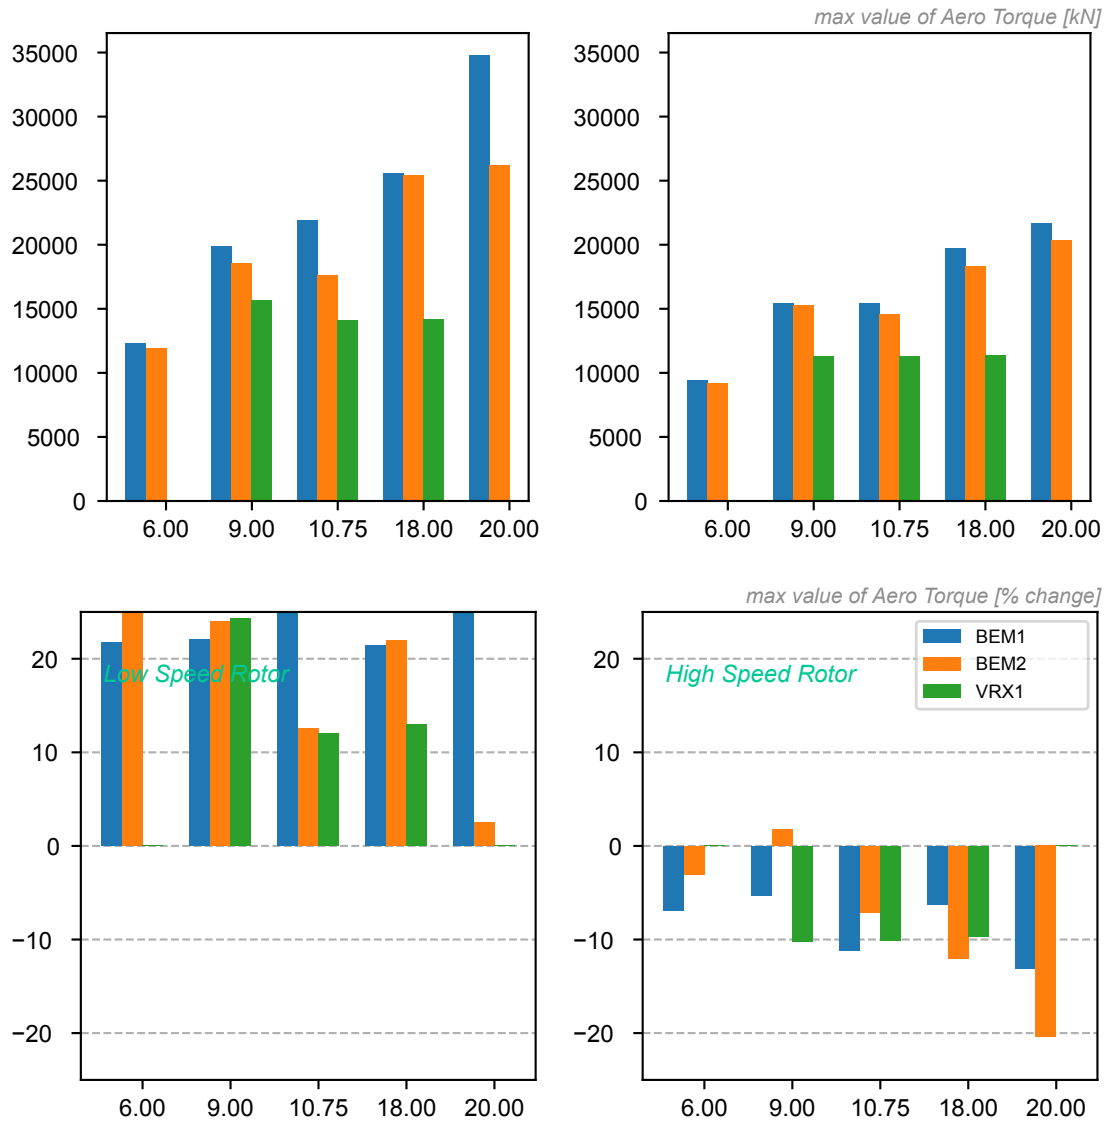 max value of Aero Torque [kN]
35000
30000
25000
20000
15000
10000
5000
0
6.00 9.00 10.75 18.00 20.00
35000
30000
25000
20000
15000
10000
5000
0
6.00 9.00 10.75 18.00 20.00
max value of Aero Torque [% change]
20
10
0
−10
−20
Low Speed Rotor
6.00 9.00 10.75 18.00 20.00
20
10
0
−10
−20
High Speed Rotor
BEM1
BEM2
VRX1
6.00 9.00 10.75 18.00 20.00